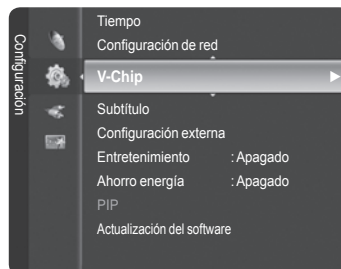 Configuración
Tiempo
Configuración de red
V-Chip
Subtítulo
Configuración externa
Entretenimiento : Apagado
Ahorro energía : Apagado
PIP
Actualización del software